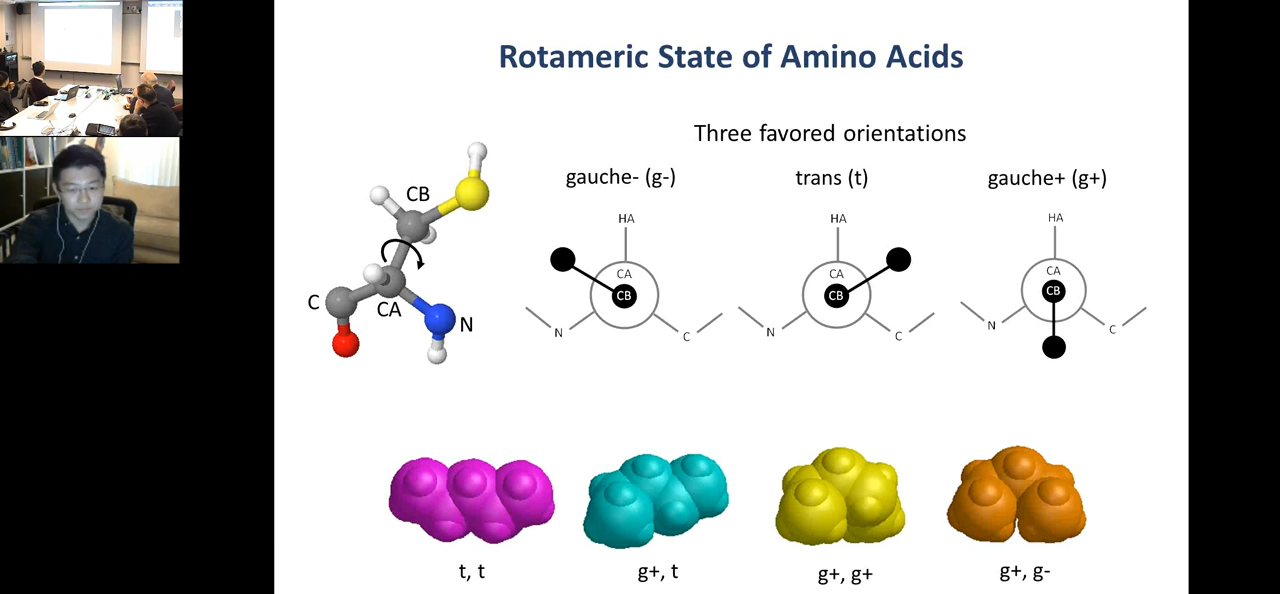 Rotameric State of Amino Acids
Three favored orientations
gauche- (g-)
trans (t)
gauche+ (g+)
CB
C
CA
N
HA
CA
CB
N
C
HA
CA
CB
N
C
HA
CA
CB
N
C
t, t
g+, t
g+, g+
g+, g-